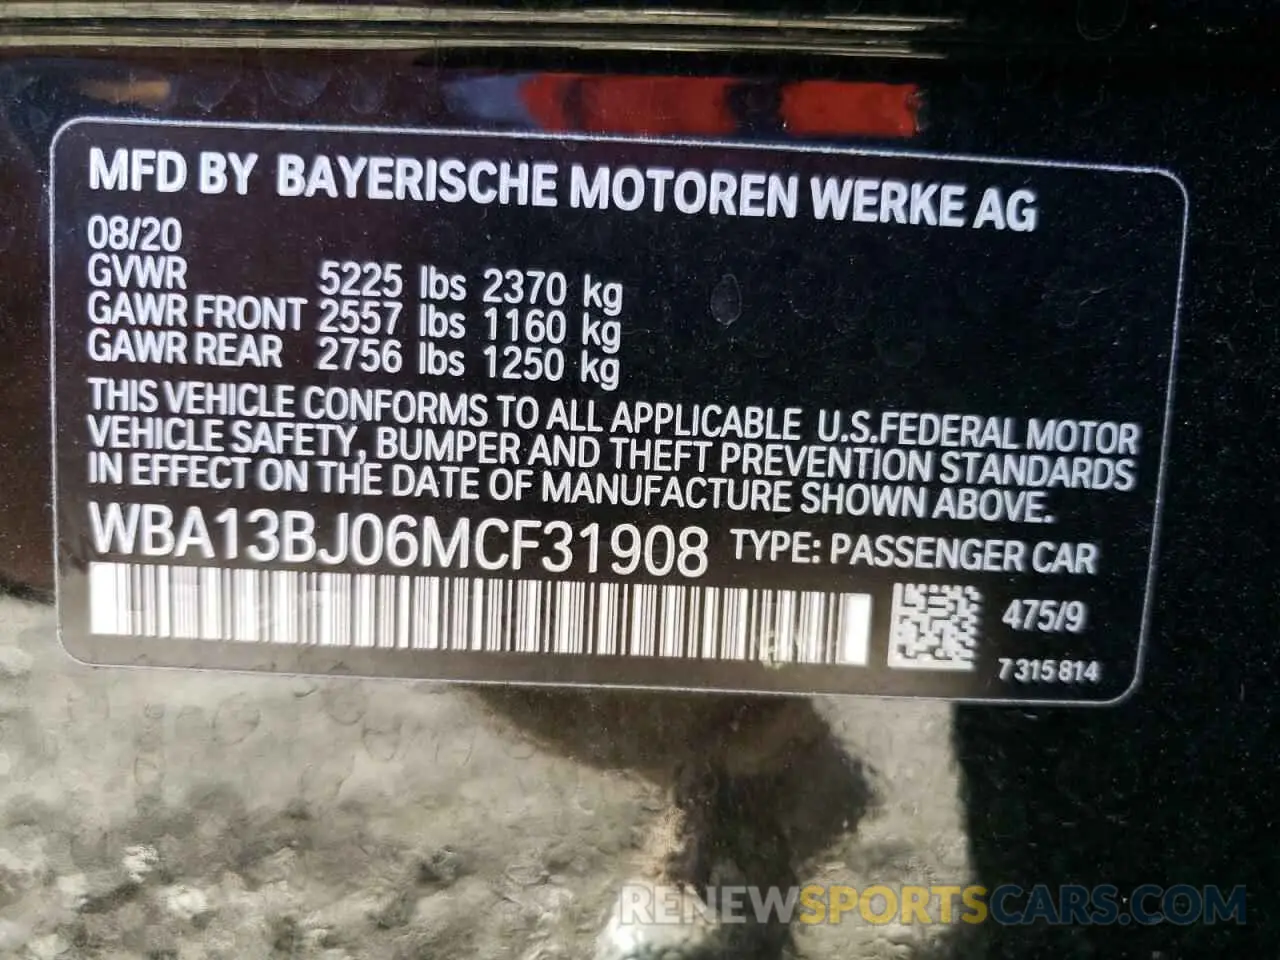 MFD BY BAYERISCHE MOTOREN WERKE AG
08/20
GVWR 5225 lbs 2370 kg
GAWR FRONT 2557 lbs 1160 kg
GAWR REAR 2756 lbs 1250 kg
THIS VEHICLE CONFORMS TO ALL APPLICABLE U.S.FEDERAL MOTOR
VEHICLE SAFETY, BUMPER AND THEFT PREVENTION STANDARDS
IN EFFECT ON THE DATE OF MANUFACTURE SHOWN ABOVE.
WBA13BJ06MCF31908 TYPE: PASSENGER CAR
475/9
7 315 814
RENEWSPORTSCARS.COM